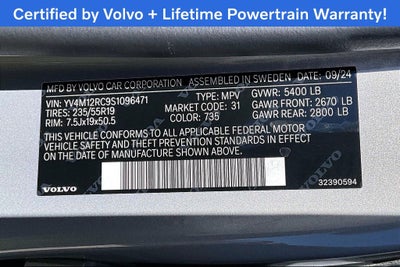 Certified by Volvo + Lifetime Powertrain Warranty!
MFD BY VOLVO CAR CORPORATION ASSEMBLED IN SWEDEN 09/24
VIN: YV4M12RC9S1096471 TYPE: MPV GVWR: 5400 LB
TIRES: 235/55R19 MARKET CODE: 31 GAWR FRONT: 2670 LB
RIM: 7.5Jx19x50.5 COLOR: 735 GAWR REAR: 2800 LB
THIS VEHICLE CONFORMS TO ALL APPLICABLE FEDERAL MOTOR
VEHICLE SAFETY AND THEFT PREVENTION STANDARDS IN
EFFECT ON THE DATE OF MANUFACTURE SHOWN ABOVE.
VOLVO
32390594